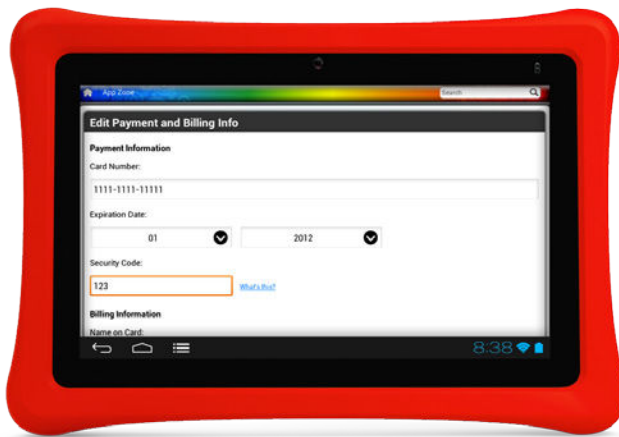 App Zone
Search
Edit Payment and Billing Info
Payment Information
Card Number:
1111-1111-11111
Expiration Date:
01 2012
Security Code:
123 What's this?
Billing Information
Name on Card:
8:38